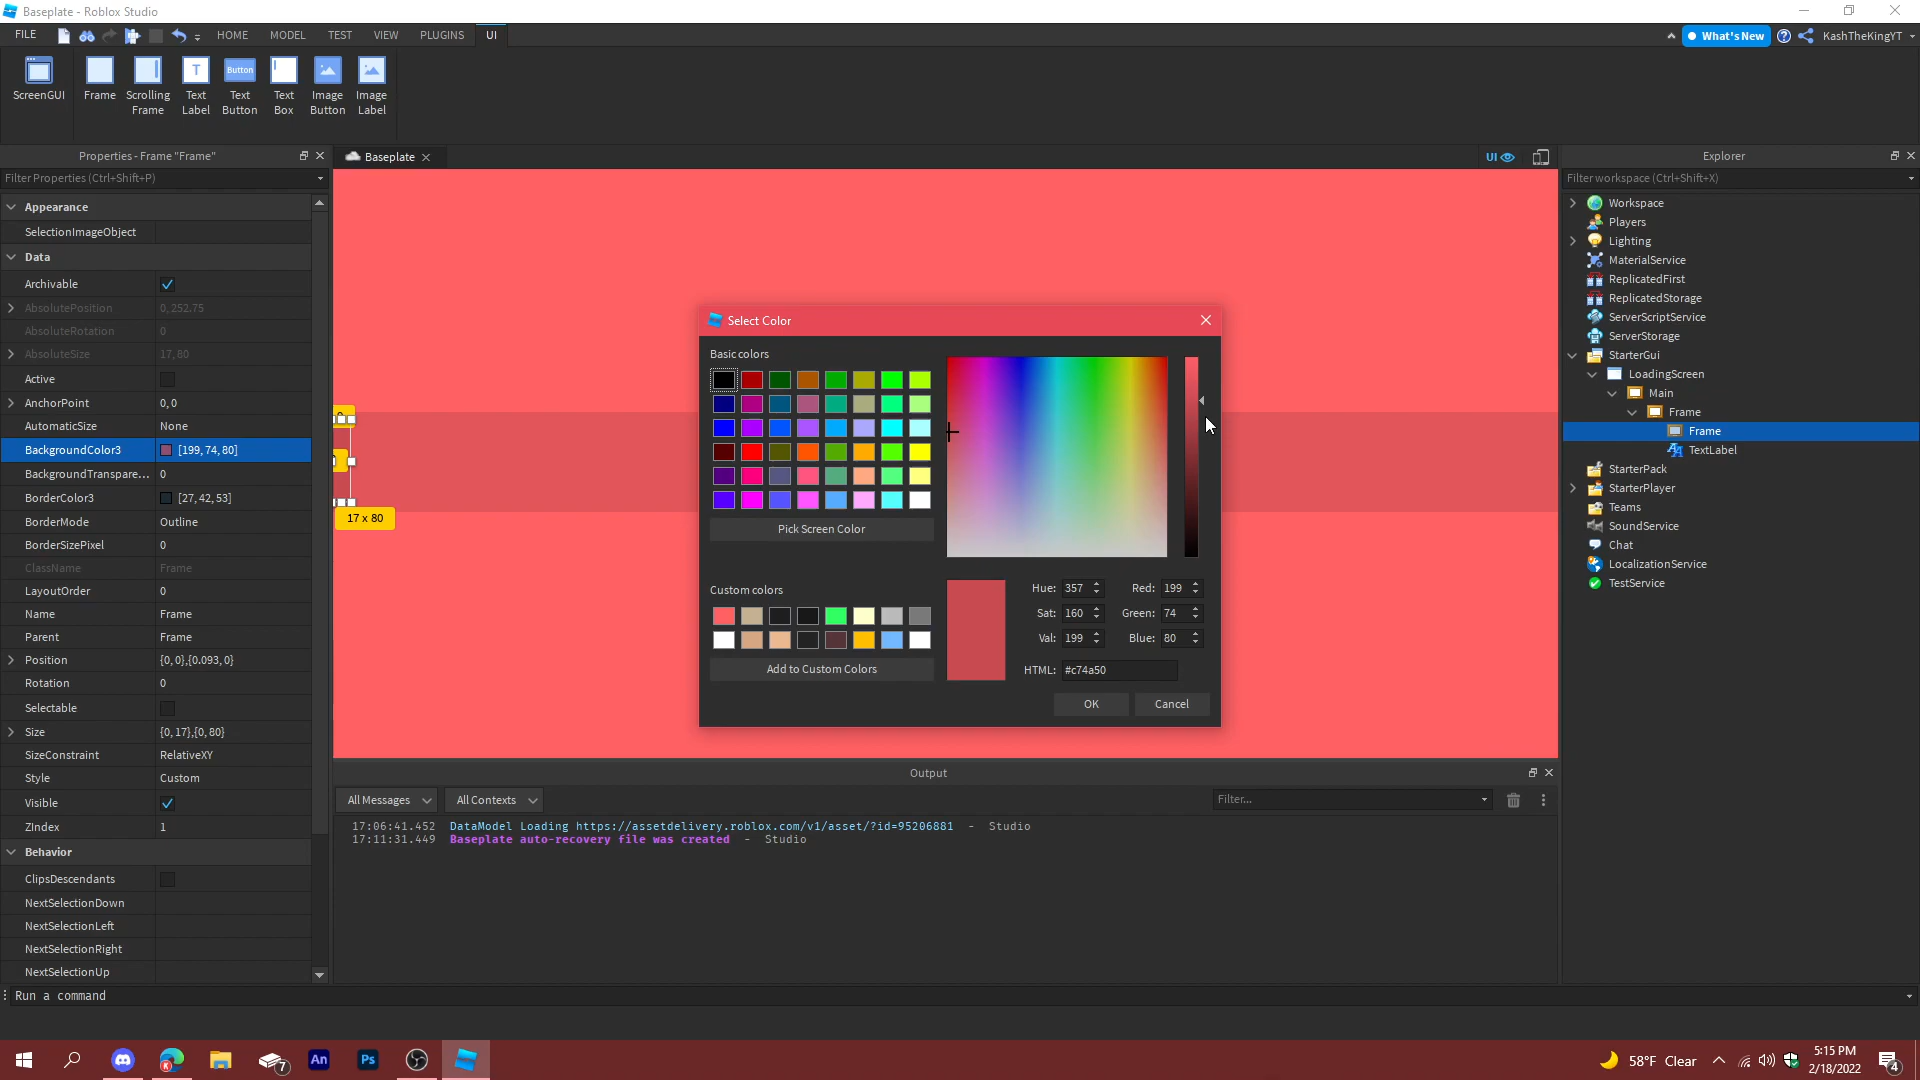 Baseplate - Roblox Studio
FILE HOME MODEL TEST VIEW PLUGINS UI What's New KashTheKingYT
ScreenGUI
Frame
Scrolling
Frame
Text
Label
Button
Text
Button
Text
Box
Image
Button
Image
Label
Properties - Frame "Frame"
Filter Properties (Ctrl+Shift+P)
Appearance
SelectionImageObject
Data
Archivable
AbsolutePosition 0, 252.75
AbsoluteRotation 0
AbsoluteSize 17, 80
Active
AnchorPoint 0, 0
AutomaticSize None
BackgroundColor3 [199, 74, 80]
BackgroundTranspare... 0
BorderColor3 [27, 42, 53]
BorderMode Outline
BorderSizePixel 0
ClassName Frame
LayoutOrder 0
Name Frame
Parent Frame
Position {0, 0},{0.093, 0}
Rotation 0
Selectable
Size {0, 17},{0, 80}
SizeConstraint RelativeXY
Style Custom
Visible
ZIndex 1
Behavior
ClipsDescendants
NextSelectionDown
NextSelectionLeft
NextSelectionRight
NextSelectionUp
Baseplate
UI
17 x 80
Select Color
Basic colors
Pick Screen Color
Custom colors
Add to Custom Colors
Hue: 357 Red: 199
Sat: 160 Green: 74
Val: 199 Blue: 80
HTML: #c74a50
OK Cancel
Output
All Messages All Contexts Filter...
17:06:41.452 DataModel Loading https://assetdelivery.roblox.com/v1/asset/?id=95206881 - Studio
17:11:31.449 Baseplate auto-recovery file was created - Studio
Explorer
Filter workspace (Ctrl+Shift+X)
Workspace
Players
Lighting
MaterialService
ReplicatedFirst
ReplicatedStorage
ServerScriptService
ServerStorage
StarterGui
LoadingScreen
Main
Frame
Frame
TextLabel
StarterPack
StarterPlayer
Teams
SoundService
Chat
LocalizationService
TestService
Run a command
7
An
Ps
58°F Clear
5:15 PM
2/18/2022
4